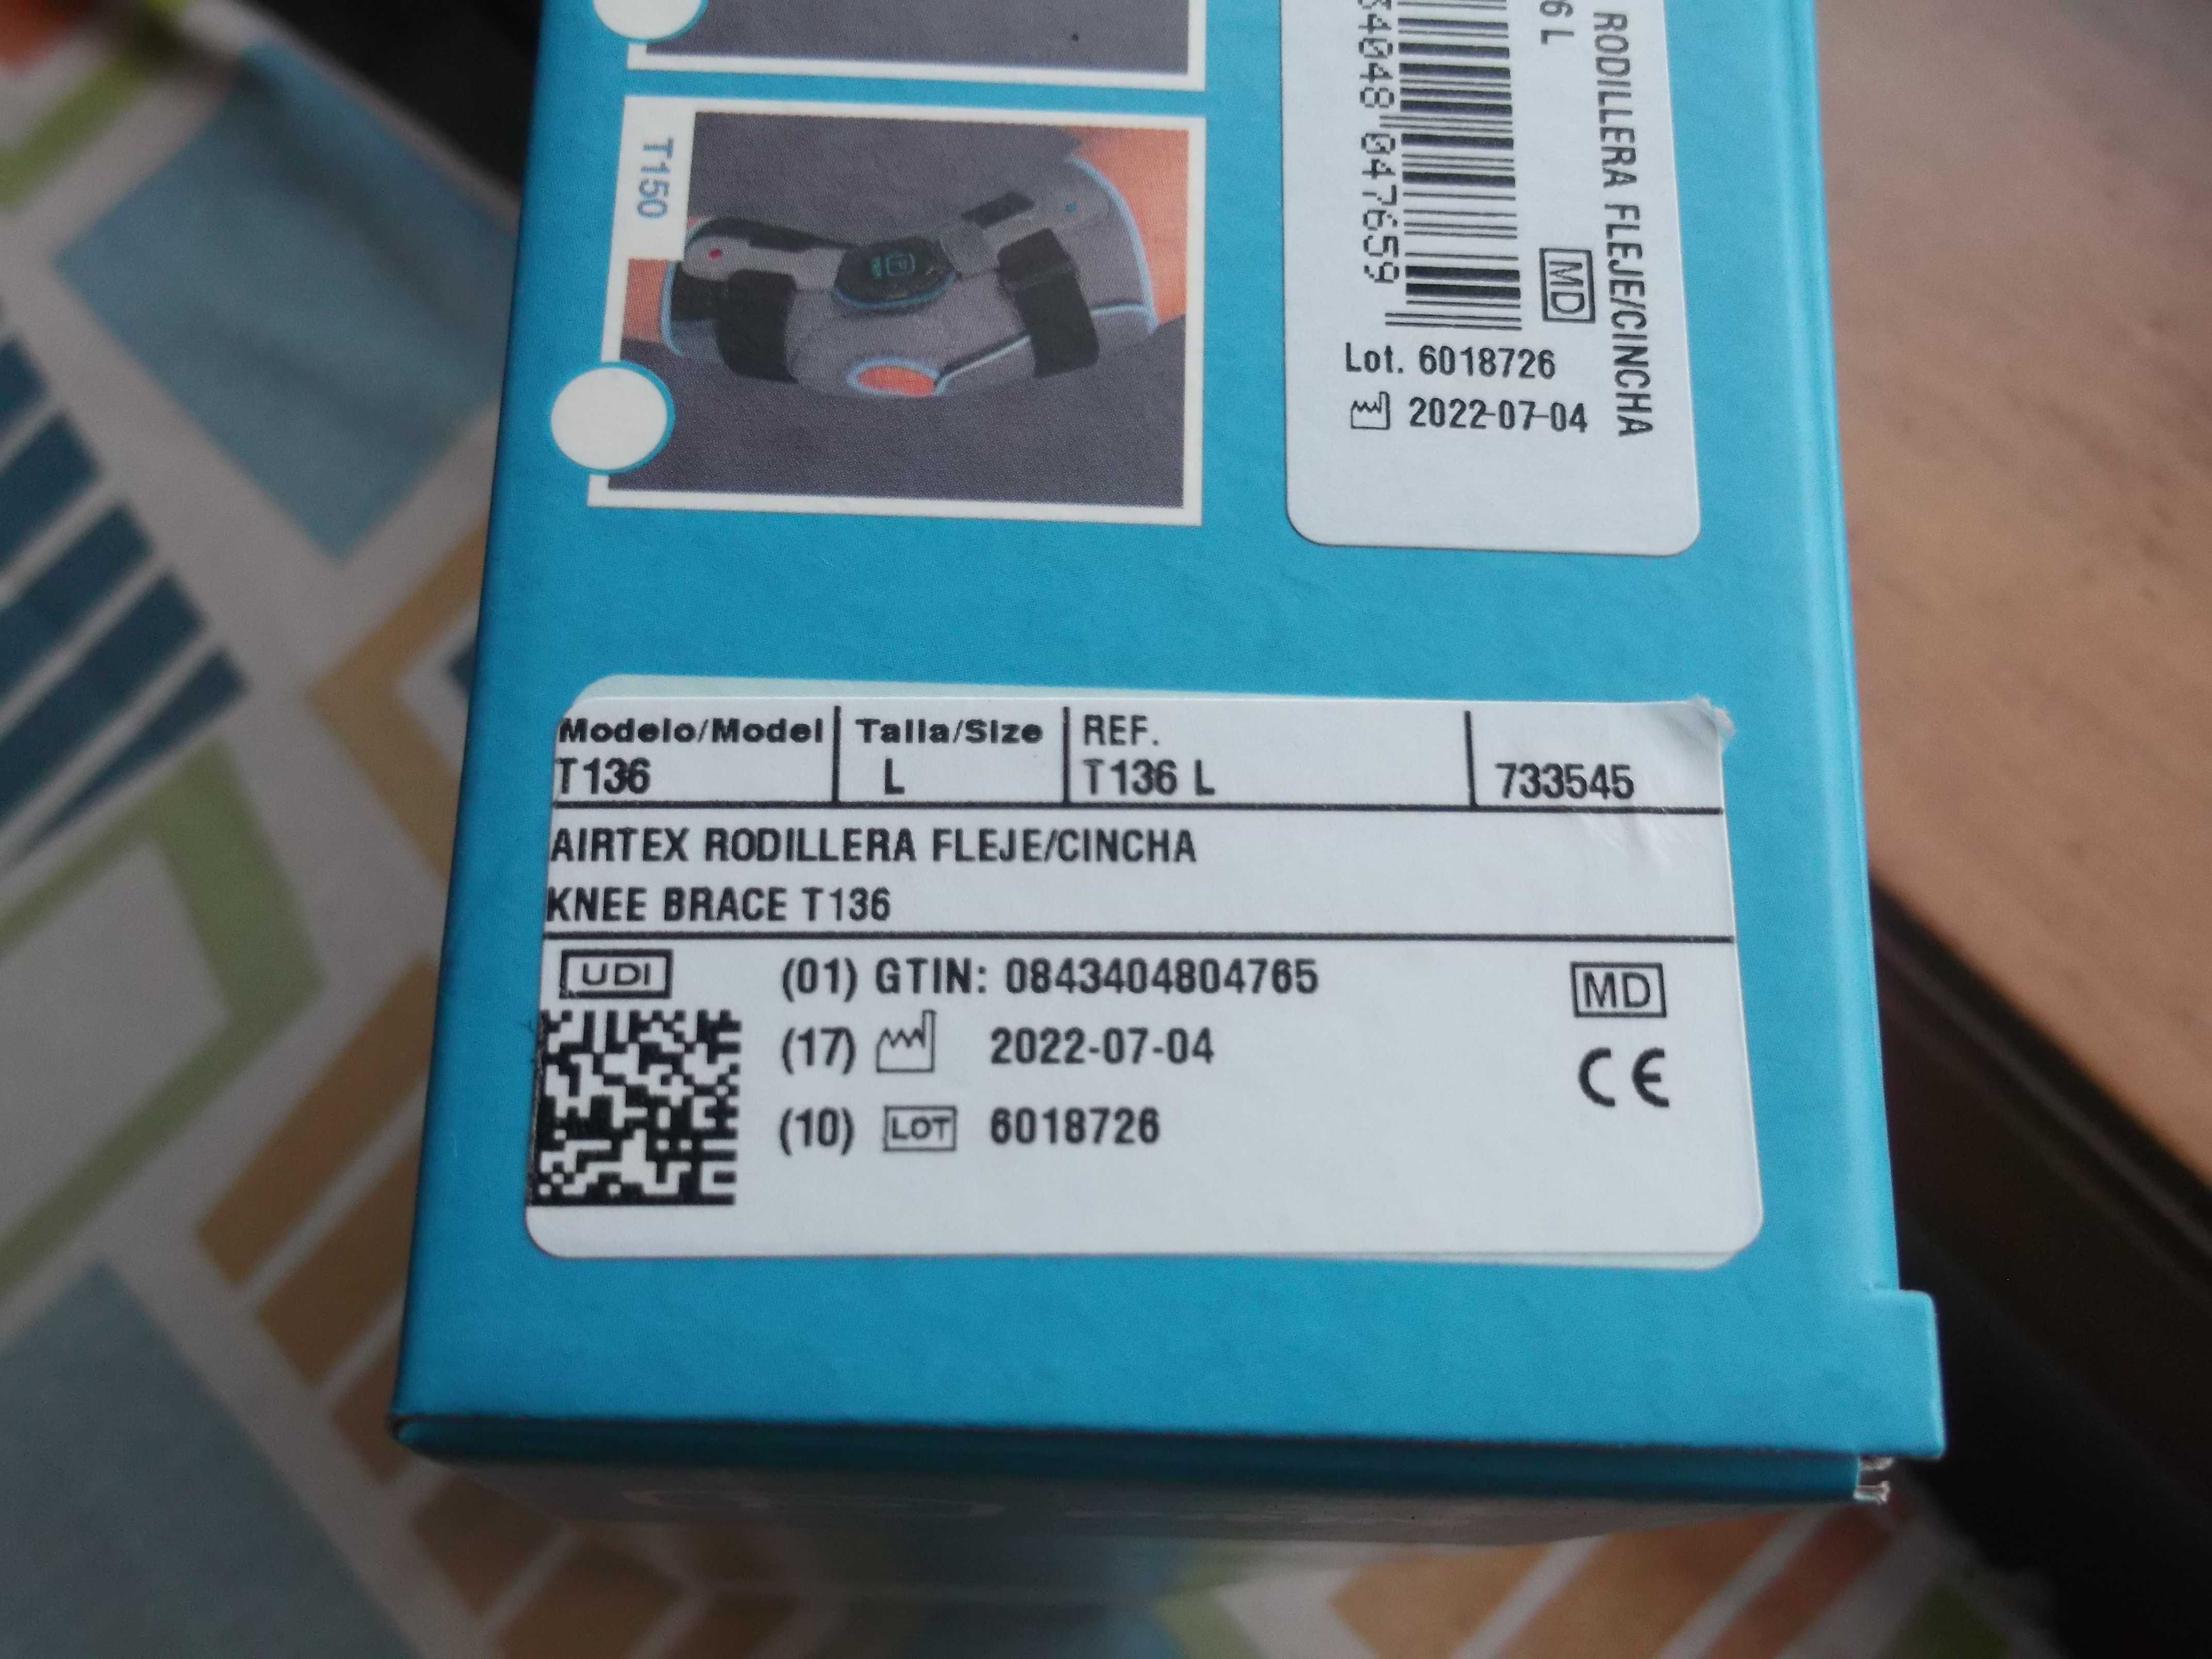 T150
RODILLERA FLEJE/CINCHA
6 L
MD
34048 047659
Lot. 6018726
2022-07-04
Modelo/Model Talla/Size REF.
T136 L T136 L 733545
AIRTEX RODILLERA FLEJE/CINCHA
KNEE BRACE T136
UDI (01) GTIN: 0843404804765 MD
(17) 2022-07-04 CE
(10) LOT 6018726